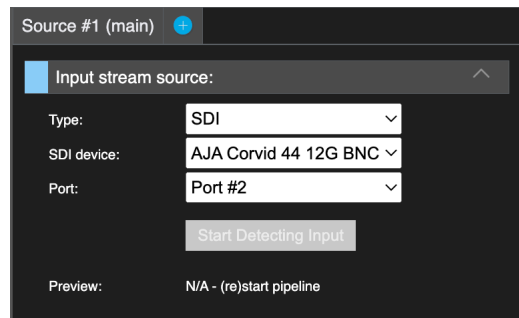 Source #1 (main)
Input stream source:
Type: SDI
SDI device: AJA Corvid 44 12G BNC
Port: Port #2
Start Detecting Input
Preview: N/A - (re)start pipeline